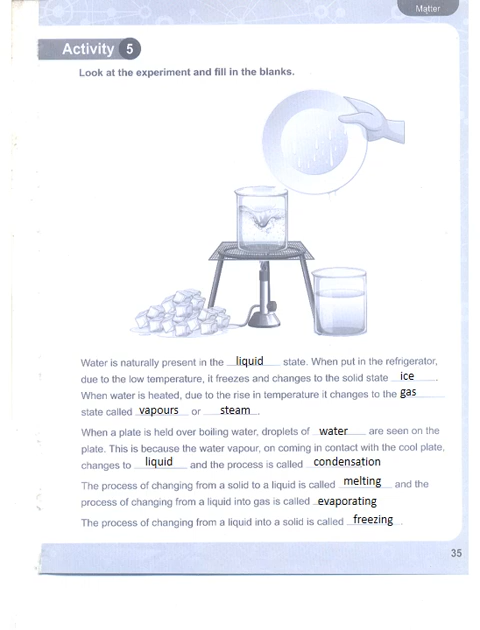 Matter
Activity 5
Look at the experiment and fill in the blanks.
Water is naturally present in the liquid state. When put in the refrigerator,
due to the low temperature, it freezes and changes to the solid state ice.
When water is heated, due to the rise in temperature it changes to the gas
state called vapours or steam.
When a plate is held over boiling water, droplets of water are seen on the
plate. This is because the water vapour, on coming in contact with the cool plate,
changes to liquid and the process is called condensation
The process of changing from a solid to a liquid is called melting and the
process of changing from a liquid into gas is called evaporating
The process of changing from a liquid into a solid is called freezing.
35